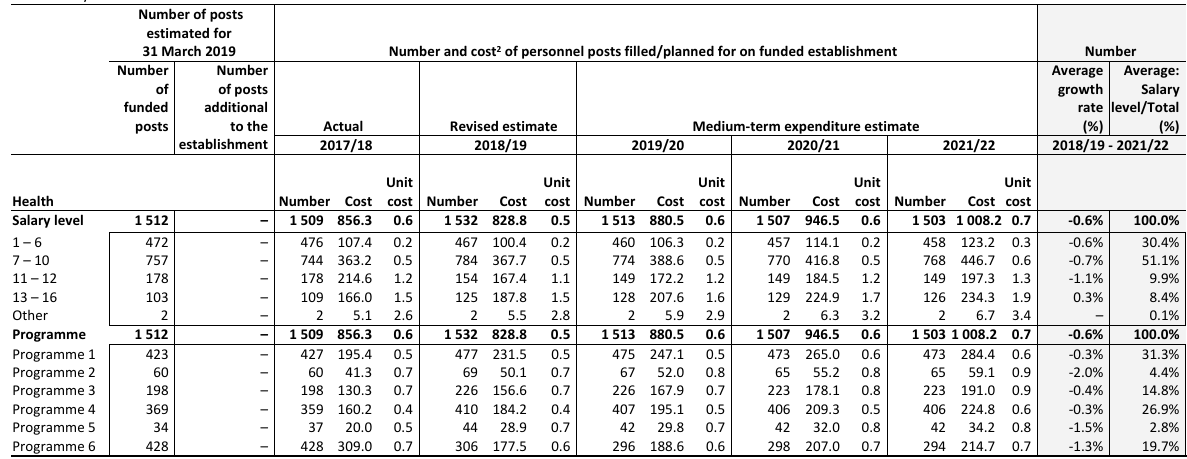 Number of posts estimated for 31 March 2019 Number and cost² of personnel posts filled/planned for on funded establishment Number
Number of funded posts Number of posts additional to the establishment Actual Revised estimate Medium-term expenditure estimate Average growth rate (%) Average: Salary level/Total (%)
2017/18 2018/19 2019/20 2020/21 2021/22 2018/19 - 2021/22
Health Number Cost Unit cost Number Cost Unit cost Number Cost Unit cost Number Cost Unit cost Number Cost Unit cost
Salary level 1 512 – 1 509 856.3 0.6 1 532 828.8 0.5 1 513 880.5 0.6 1 507 946.5 0.6 1 503 1 008.2 0.7 -0.6% 100.0%
1 – 6 472 – 476 107.4 0.2 467 100.4 0.2 460 106.3 0.2 457 114.1 0.2 458 123.2 0.3 -0.6% 30.4%
7 – 10 757 – 744 363.2 0.5 784 367.7 0.5 774 388.6 0.5 770 416.8 0.5 768 446.7 0.6 -0.7% 51.1%
11 – 12 178 – 178 214.6 1.2 154 167.4 1.1 149 172.2 1.2 149 184.5 1.2 149 197.3 1.3 -1.1% 9.9%
13 – 16 103 – 109 166.0 1.5 125 187.8 1.5 128 207.6 1.6 129 224.9 1.7 126 234.3 1.9 0.3% 8.4%
Other 2 – 2 5.1 2.6 2 5.5 2.8 2 5.9 2.9 2 6.3 3.2 2 6.7 3.4 – 0.1%
Programme 1 512 – 1 509 856.3 0.6 1 532 828.8 0.5 1 513 880.5 0.6 1 507 946.5 0.6 1 503 1 008.2 0.7 -0.6% 100.0%
Programme 1 423 – 427 195.4 0.5 477 231.5 0.5 475 247.1 0.5 473 265.0 0.6 473 284.4 0.6 -0.3% 31.3%
Programme 2 60 – 60 41.3 0.7 69 50.1 0.7 67 52.0 0.8 65 55.2 0.8 65 59.1 0.9 -2.0% 4.4%
Programme 3 198 – 198 130.3 0.7 226 156.6 0.7 226 167.9 0.7 223 178.1 0.8 223 191.0 0.9 -0.4% 14.8%
Programme 4 369 – 359 160.2 0.4 410 184.2 0.4 407 195.1 0.5 406 209.3 0.5 406 224.8 0.6 -0.3% 26.9%
Programme 5 34 – 37 20.0 0.5 44 28.9 0.7 42 29.8 0.7 42 32.0 0.8 42 34.2 0.8 -1.5% 2.8%
Programme 6 428 – 428 309.0 0.7 306 177.5 0.6 296 188.6 0.6 298 207.0 0.7 294 214.7 0.7 -1.3% 19.7%